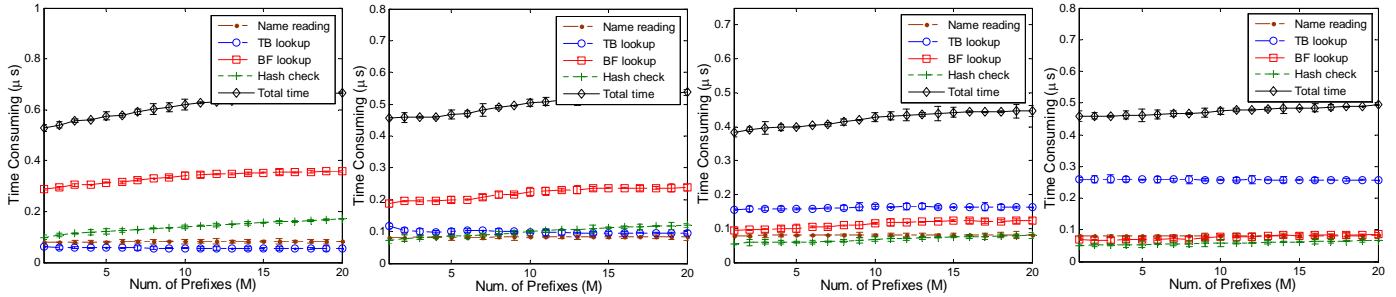 Time Consuming (μ s)
1
0.8
0.6
0.4
0.2
0
Name reading
TB lookup
BF lookup
Hash check
Total time
5
10
15
20
Num. of Prefixes (M)
Time Consuming (μ s)
0.8
0.7
0.6
0.5
0.4
0.3
0.2
0.1
0
Name reading
TB lookup
BF lookup
Hash check
Total time
5
10
15
20
Num. of Prefixes (M)
Time Consuming (μ s)
0.8
0.7
0.6
0.5
0.4
0.3
0.2
0.1
0
Name reading
TB lookup
BF lookup
Hash check
Total time
5
10
15
20
Num. of Prefixes (M)
Time Consuming (μ s)
0.8
0.7
0.6
0.5
0.4
0.3
0.2
0.1
0
Name reading
TB lookup
BF lookup
Hash check
Total time
5
10
15
20
Num. of Prefixes (M)